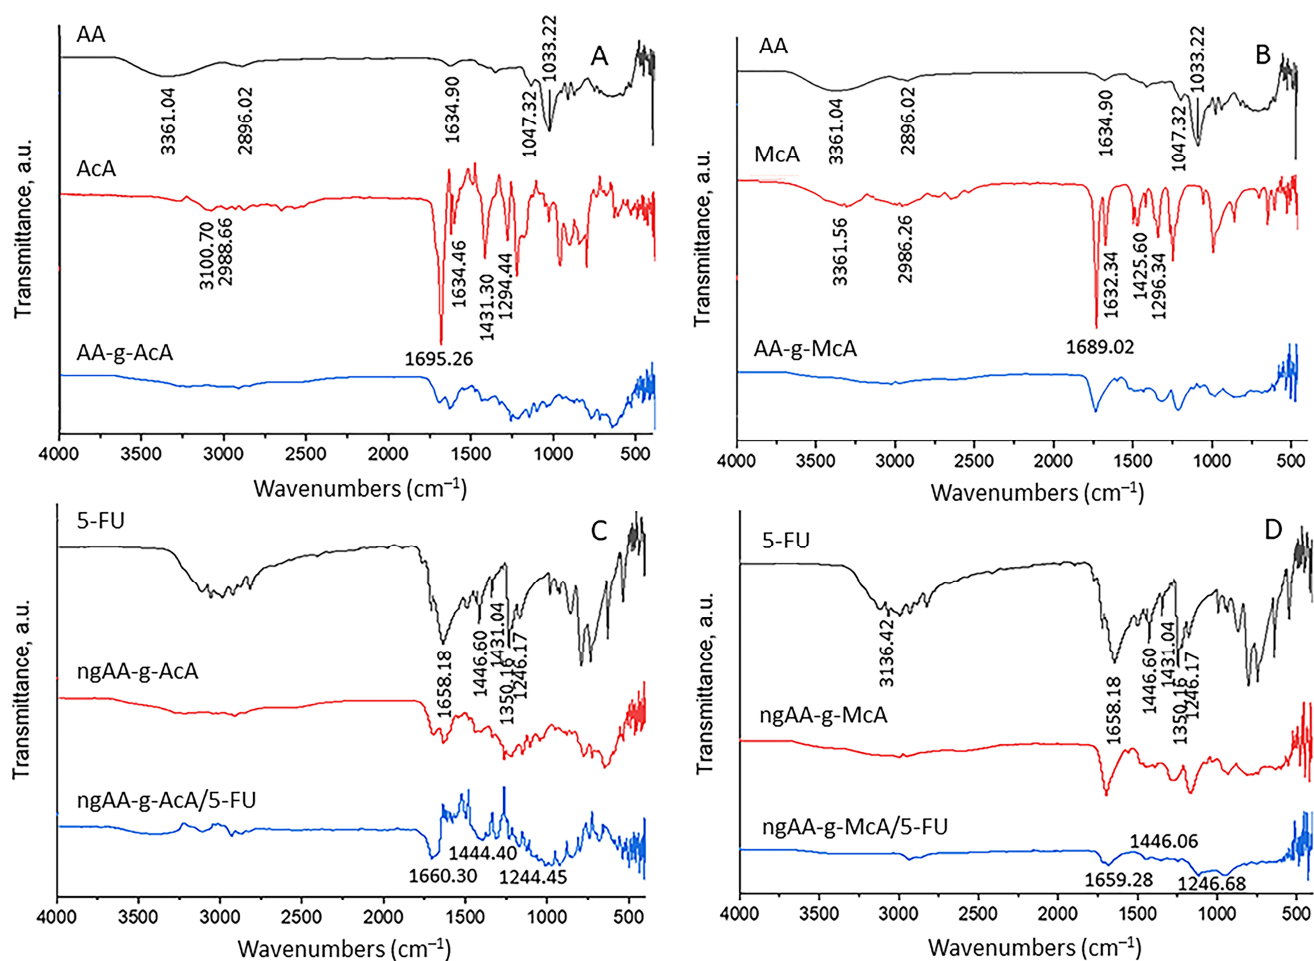 AA
A
1033.22
3361.04
2896.02
1634.90
1047.32
AcA
3100.70
2988.66
1634.46
1431.30
1294.44
1695.26
AA-g-AcA
Transmittance, a.u.
4000 3500 3000 2500 2000 1500 1000 500
Wavenumbers (cm⁻¹)
AA
B
1033.22
3361.04
2896.02
1634.90
1047.32
McA
3361.56
2986.26
1632.34
1425.60
1296.34
1689.02
AA-g-McA
Transmittance, a.u.
4000 3500 3000 2500 2000 1500 1000 500
Wavenumbers (cm⁻¹)
5-FU
C
1658.18
1446.60
1431.04
1350.16
1246.17
ngAA-g-AcA
ngAA-g-AcA/5-FU
1444.40
1660.30
1244.45
Transmittance, a.u.
4000 3500 3000 2500 2000 1500 1000 500
Wavenumbers (cm⁻¹)
5-FU
D
3136.42
1658.18
1446.60
1431.04
1350.16
1246.17
ngAA-g-McA
ngAA-g-McA/5-FU
1446.06
1659.28
1246.68
Transmittance, a.u.
4000 3500 3000 2500 2000 1500 1000 500
Wavenumbers (cm⁻¹)